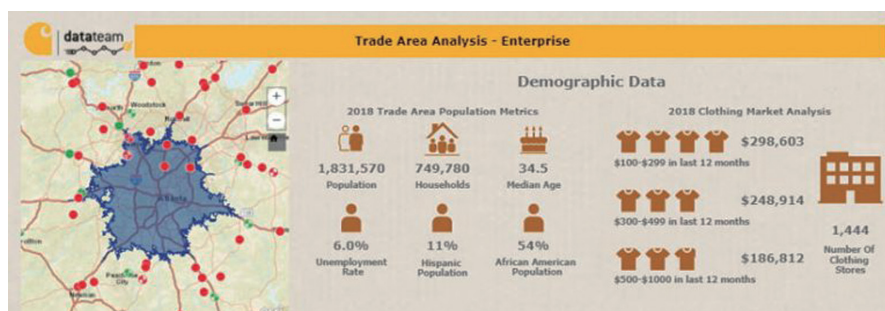 datateam
Trade Area Analysis - Enterprise
Demographic Data
2018 Trade Area Population Metrics
2018 Clothing Market Analysis
1,831,570
Population
749,780
Households
34.5
Median Age
6.0%
Unemployment
Rate
11%
Hispanic
Population
54%
African American
Population
$298,603
$100-$299 in last 12 months
$248,914
$300-$499 in last 12 months
$186,812
$500-$1000 in last 12 months
1,444
Number Of
Clothing
Stores
Woodstock
Peachtree
City
Newnan
+
−